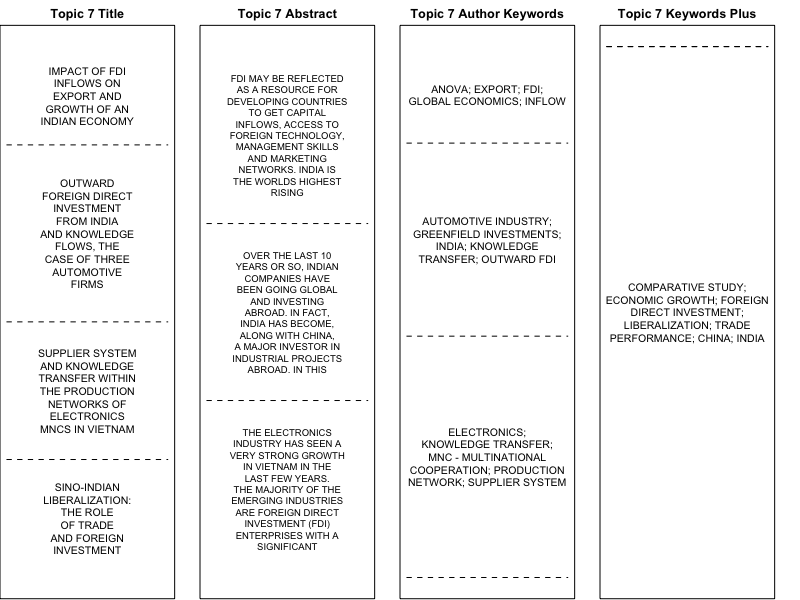 Topic 7 Title
IMPACT OF FDI
INFLOWS ON
EXPORT AND
GROWTH OF AN
INDIAN ECONOMY
OUTWARD
FOREIGN DIRECT
INVESTMENT
FROM INDIA
AND KNOWLEDGE
FLOWS, THE
CASE OF THREE
AUTOMOTIVE
FIRMS
SUPPLIER SYSTEM
AND KNOWLEDGE
TRANSFER WITHIN
THE PRODUCTION
NETWORKS OF
ELECTRONICS
MNCS IN VIETNAM
SINO-INDIAN
LIBERALIZATION:
THE ROLE
OF TRADE
AND FOREIGN
INVESTMENT
Topic 7 Abstract
FDI MAY BE REFLECTED
AS A RESOURCE FOR
DEVELOPING COUNTRIES
TO GET CAPITAL
INFLOWS, ACCESS TO
FOREIGN TECHNOLOGY,
MANAGEMENT SKILLS
AND MARKETING
NETWORKS. INDIA IS
THE WORLDS HIGHEST
RISING
OVER THE LAST 10
YEARS OR SO, INDIAN
COMPANIES HAVE
BEEN GOING GLOBAL
AND INVESTING
ABROAD. IN FACT,
INDIA HAS BECOME,
ALONG WITH CHINA,
A MAJOR INVESTOR IN
INDUSTRIAL PROJECTS
ABROAD. IN THIS
THE ELECTRONICS
INDUSTRY HAS SEEN A
VERY STRONG GROWTH
IN VIETNAM IN THE
LAST FEW YEARS.
THE MAJORITY OF THE
EMERGING INDUSTRIES
ARE FOREIGN DIRECT
INVESTMENT (FDI)
ENTERPRISES WITH A
SIGNIFICANT
Topic 7 Author Keywords
ANOVA; EXPORT; FDI;
GLOBAL ECONOMICS; INFLOW
AUTOMOTIVE INDUSTRY;
GREENFIELD INVESTMENTS;
INDIA; KNOWLEDGE
TRANSFER; OUTWARD FDI
ELECTRONICS;
KNOWLEDGE TRANSFER;
MNC - MULTINATIONAL
COOPERATION; PRODUCTION
NETWORK; SUPPLIER SYSTEM
Topic 7 Keywords Plus
COMPARATIVE STUDY;
ECONOMIC GROWTH; FOREIGN
DIRECT INVESTMENT;
LIBERALIZATION; TRADE
PERFORMANCE; CHINA; INDIA